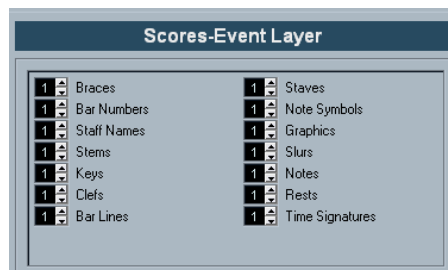 Scores-Event Layer
1 Braces
1 Bar Numbers
1 Staff Names
1 Stems
1 Keys
1 Clefs
1 Bar Lines
1 Staves
1 Note Symbols
1 Graphics
1 Slurs
1 Notes
1 Rests
1 Time Signatures